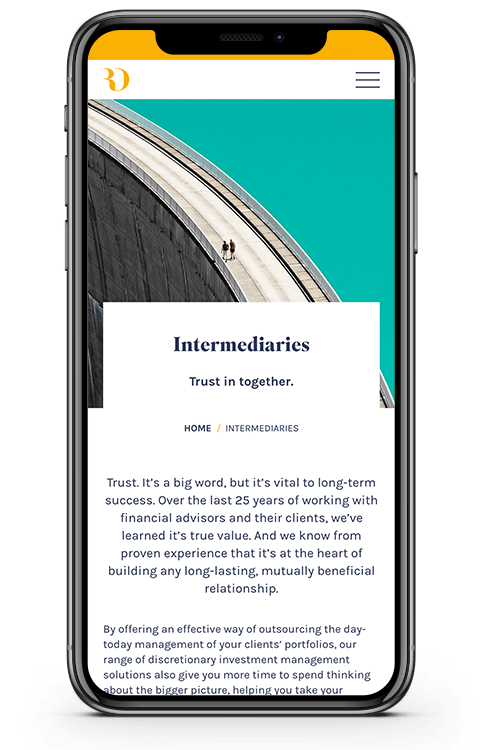 Intermediaries
Trust in together.
HOME / INTERMEDIARIES
Trust. It's a big word, but it's vital to long-term
success. Over the last 25 years of working with
financial advisors and their clients, we've
learned it's true value. And we know from
proven experience that it's at the heart of
building any long-lasting, mutually beneficial
relationship.
By offering an effective way of outsourcing the day-
today management of your clients' portfolios, our
range of discretionary investment management
solutions also give you more time to spend thinking
about the bigger picture, helping you take your